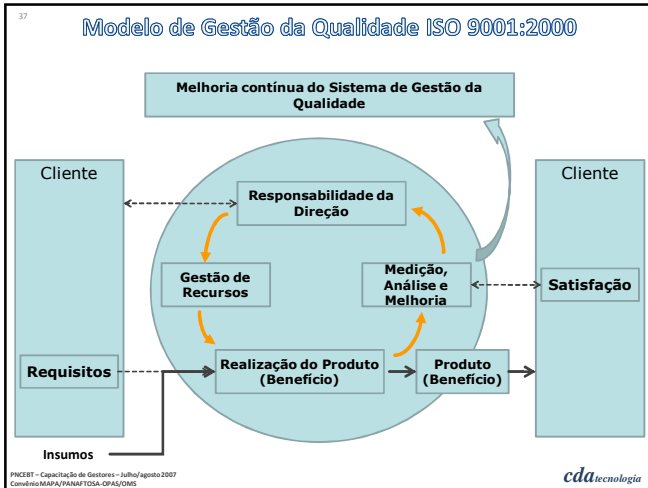 37
Modelo de Gestão da Qualidade ISO 9001:2000
Melhoria contínua do Sistema de Gestão da
Qualidade
Cliente
Cliente
Responsabilidade da
Direção
Gestão de
Recursos
Medição,
Análise e
Melhoria
Satisfação
Requisitos
Realização do Produto
(Benefício)
Produto
(Benefício)
Insumos
PNCEBT – Capacitação de Gestores – Julho/agosto 2007
Convênio MAPA/PANAFTOSA-OPAS/OMS
cda tecnologia